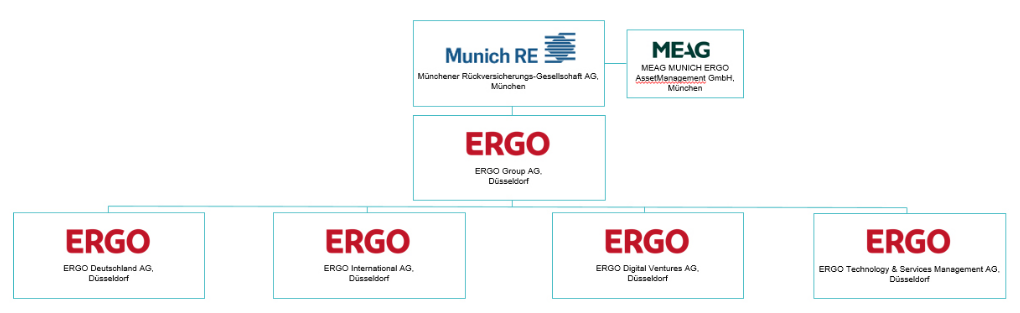 Munich RE
Münchener Rückversicherungs-Gesellschaft AG,
München
MEAG
MEAG MUNICH ERGO
AssetManagement GmbH,
München
ERGO
ERGO Group AG,
Düsseldorf
ERGO
ERGO Deutschland AG,
Düsseldorf
ERGO
ERGO International AG,
Düsseldorf
ERGO
ERGO Digital Ventures AG,
Düsseldorf
ERGO
ERGO Technology & Services Management AG,
Düsseldorf